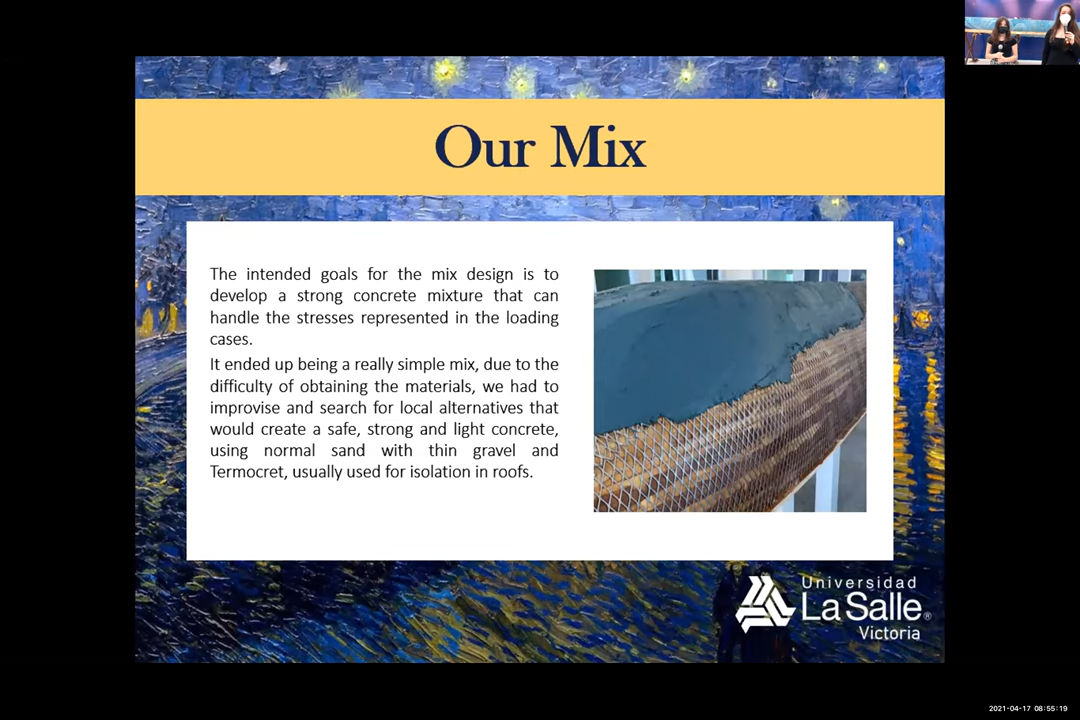 Our Mix
The intended goals for the mix design is to
develop a strong concrete mixture that can
handle the stresses represented in the loading
cases.
It ended up being a really simple mix, due to the
difficulty of obtaining the materials, we had to
improvise and search for local alternatives that
would create a safe, strong and light concrete,
using normal sand with thin gravel and
Termocret, usually used for isolation in roofs.
Universidad
La Salle®
Victoria
2021-04-17 08:55:19